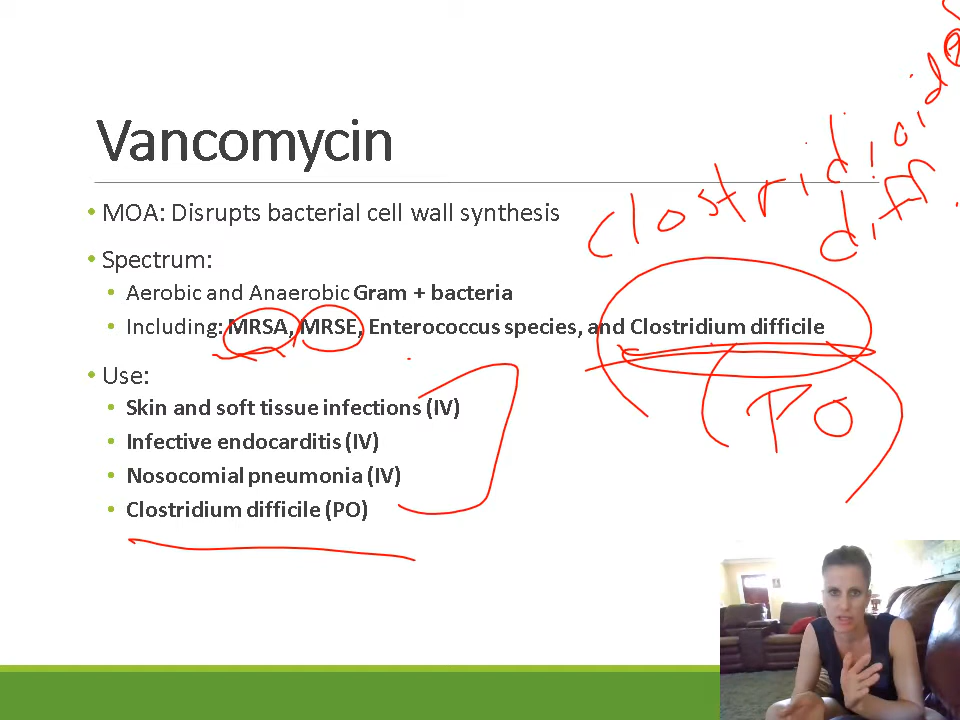 Vancomycin
• MOA: Disrupts bacterial cell wall synthesis
• Spectrum:
• Aerobic and Anaerobic Gram + bacteria
• Including: MRSA, MRSE, Enterococcus species, and Clostridium difficile
• Use:
• Skin and soft tissue infections (IV)
• Infective endocarditis (IV)
• Nosocomial pneumonia (IV)
• Clostridium difficile (PO)
clostridioides
diff
(PO)